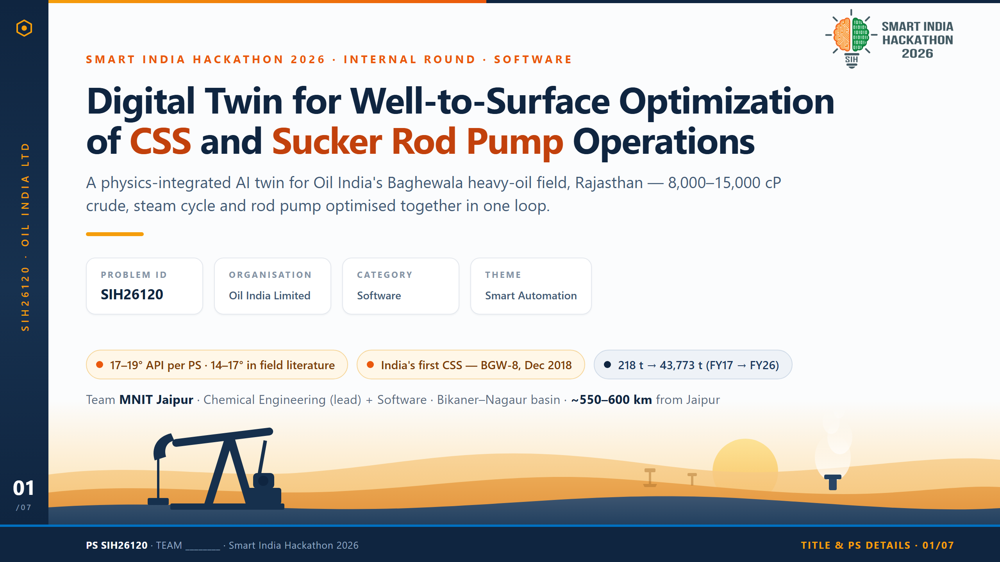 SMART INDIA
HACKATHON
2026
SIH
SMART INDIA HACKATHON 2026 · INTERNAL ROUND · SOFTWARE
Digital Twin for Well-to-Surface Optimization
of CSS and Sucker Rod Pump Operations
A physics-integrated AI twin for Oil India's Baghewala heavy-oil field, Rajasthan — 8,000–15,000 cP
crude, steam cycle and rod pump optimised together in one loop.
PROBLEM ID
SIH26120
ORGANISATION
Oil India Limited
CATEGORY
Software
THEME
Smart Automation
17–19° API per PS · 14–17° in field literature
India's first CSS — BGW-8, Dec 2018
218 t → 43,773 t (FY17 → FY26)
Team MNIT Jaipur · Chemical Engineering (lead) + Software · Bikaner–Nagaur basin · ~550–600 km from Jaipur
SIH26120 · OIL INDIA LTD
01
/07
PS SIH26120 · TEAM ________ · Smart India Hackathon 2026
TITLE & PS DETAILS · 01/07